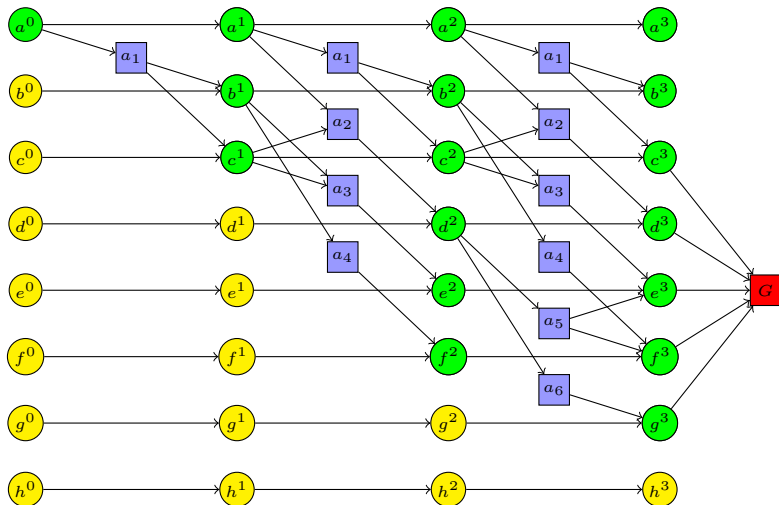 a⁰ a¹ a² a³
a₁ a₁ a₁
b⁰ b¹ b² b³
a₂ a₂
c⁰ c¹ c² c³
a₃ a₃
d⁰ d¹ d² d³
a₄ a₄
e⁰ e¹ e² e³ G
a₅
f⁰ f¹ f² f³
a₆
g⁰ g¹ g² g³
h⁰ h¹ h² h³